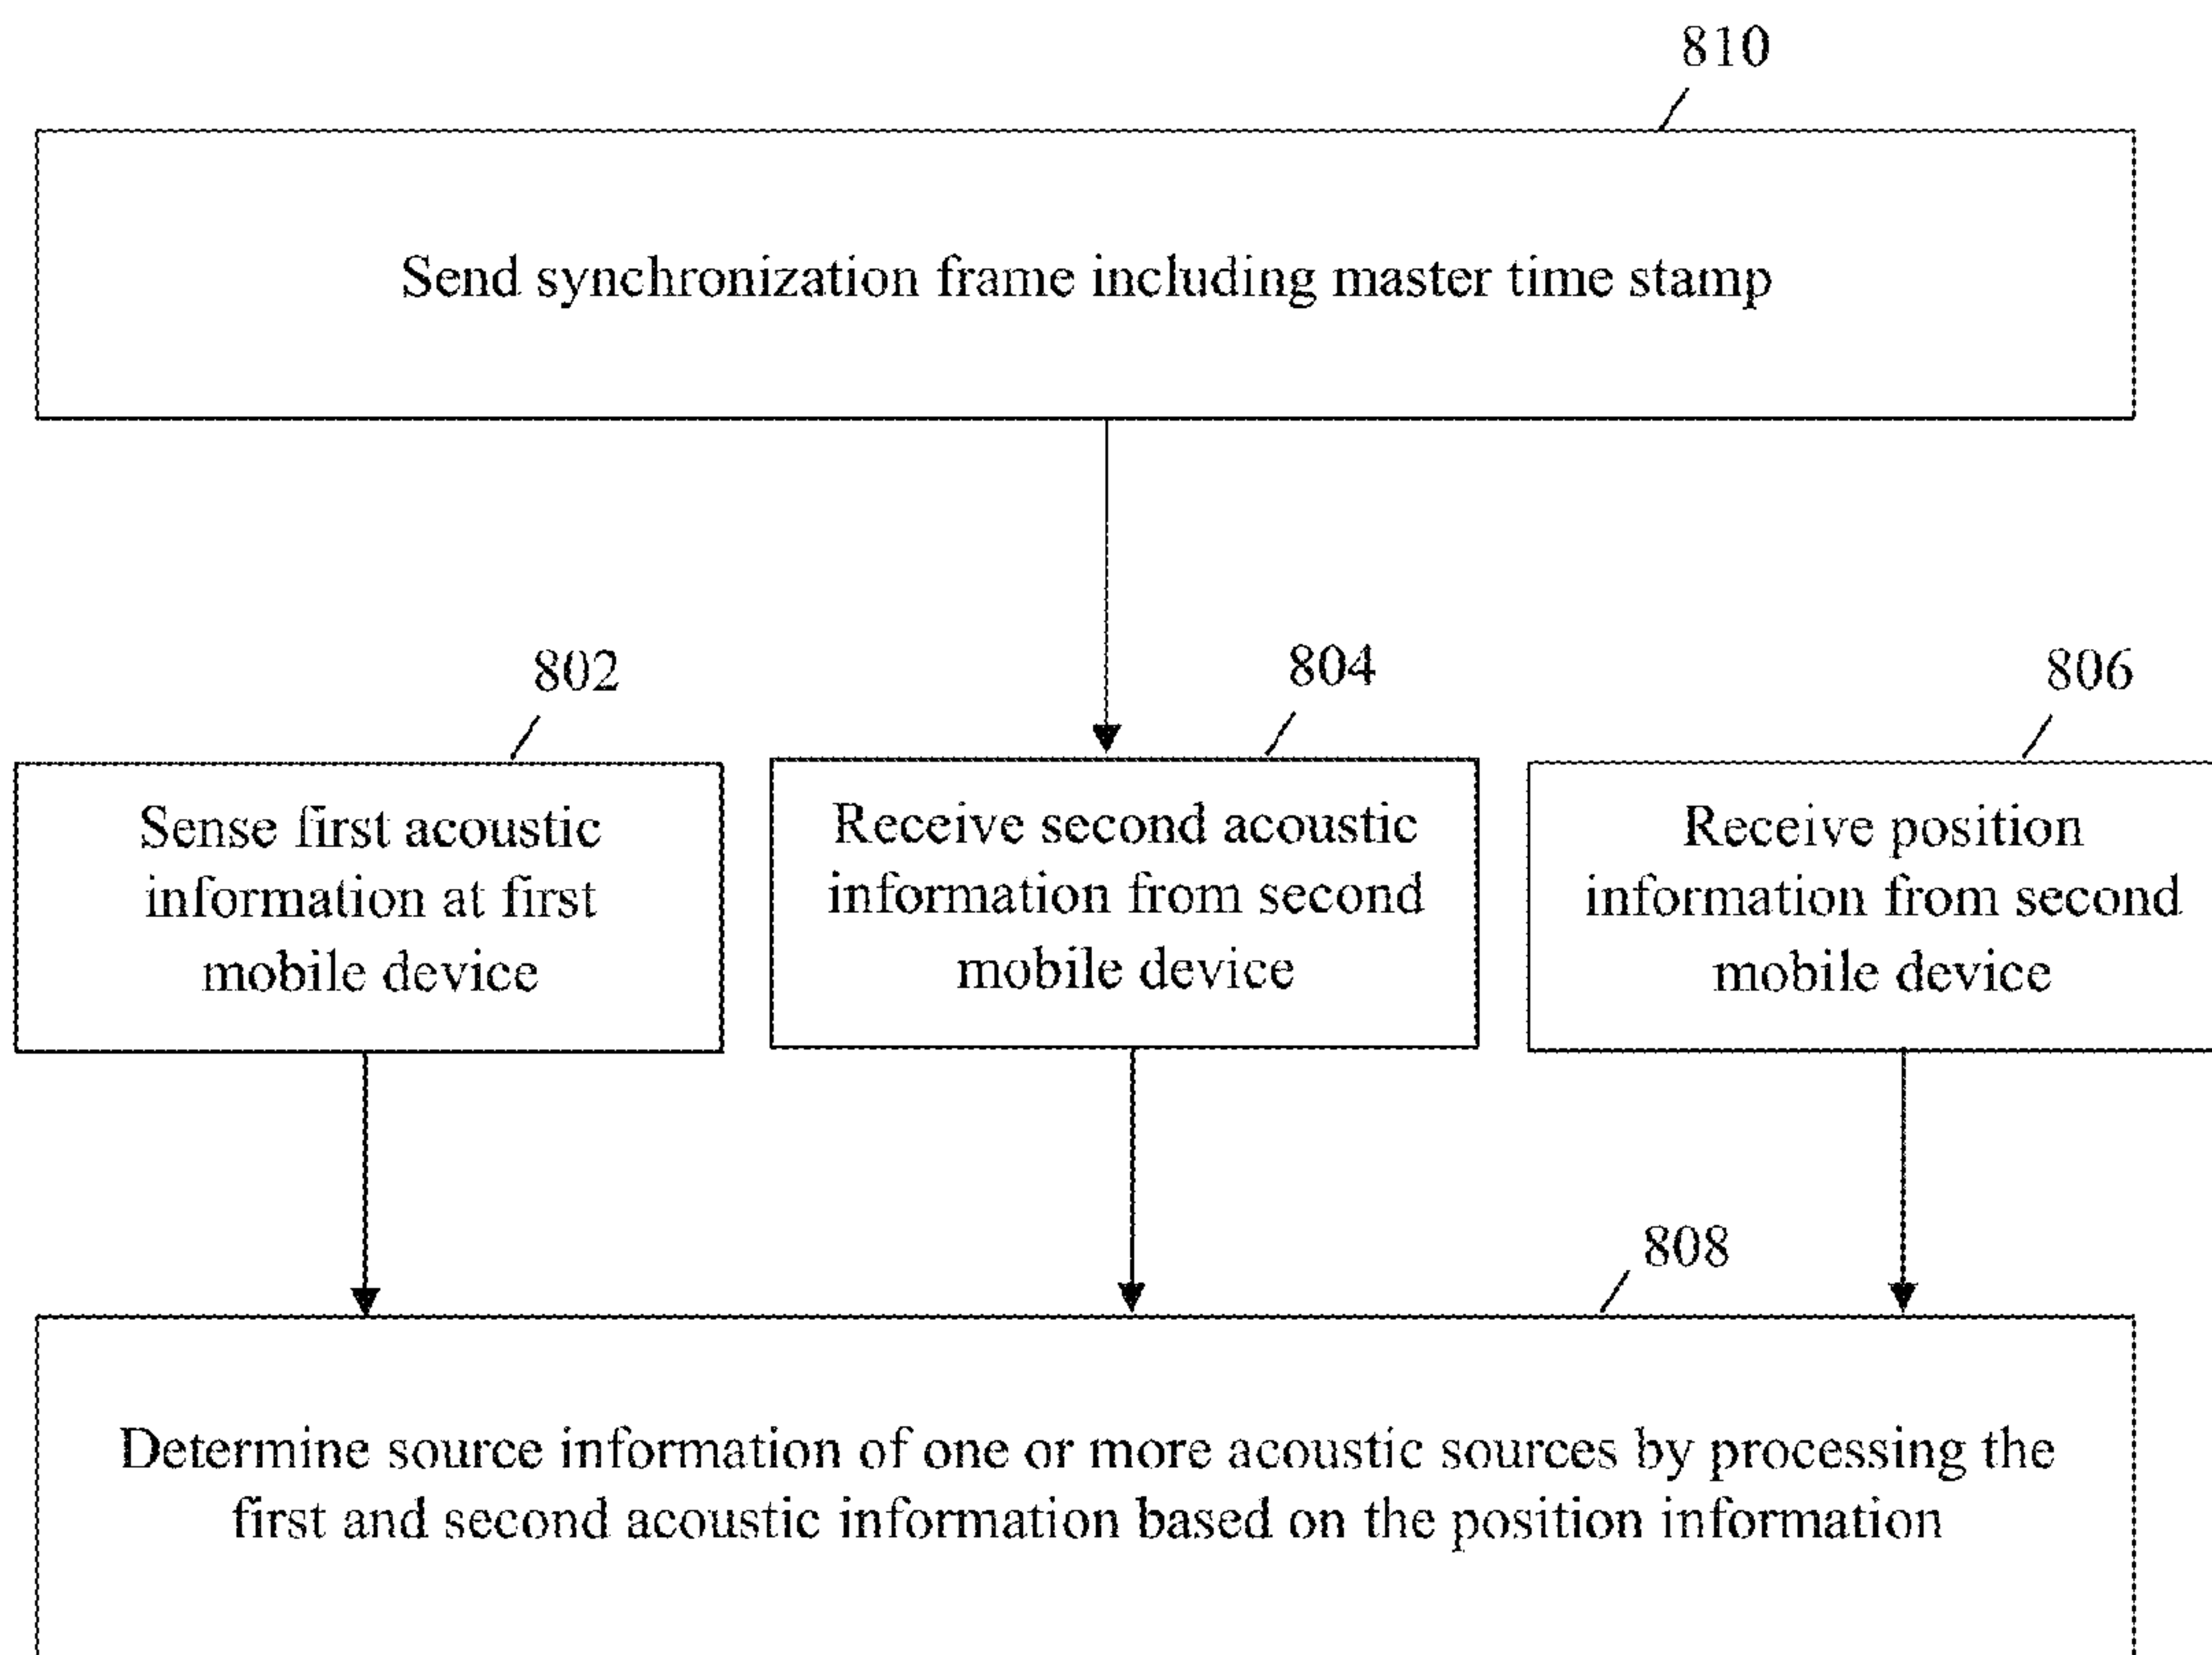 810
Send synchronization frame including master time stamp
802
804
806
Sense first acoustic
information at first
mobile device
Receive second acoustic
information from second
mobile device
Receive position
information from second
mobile device
808
Determine source information of one or more acoustic sources by processing the
first and second acoustic information based on the position information